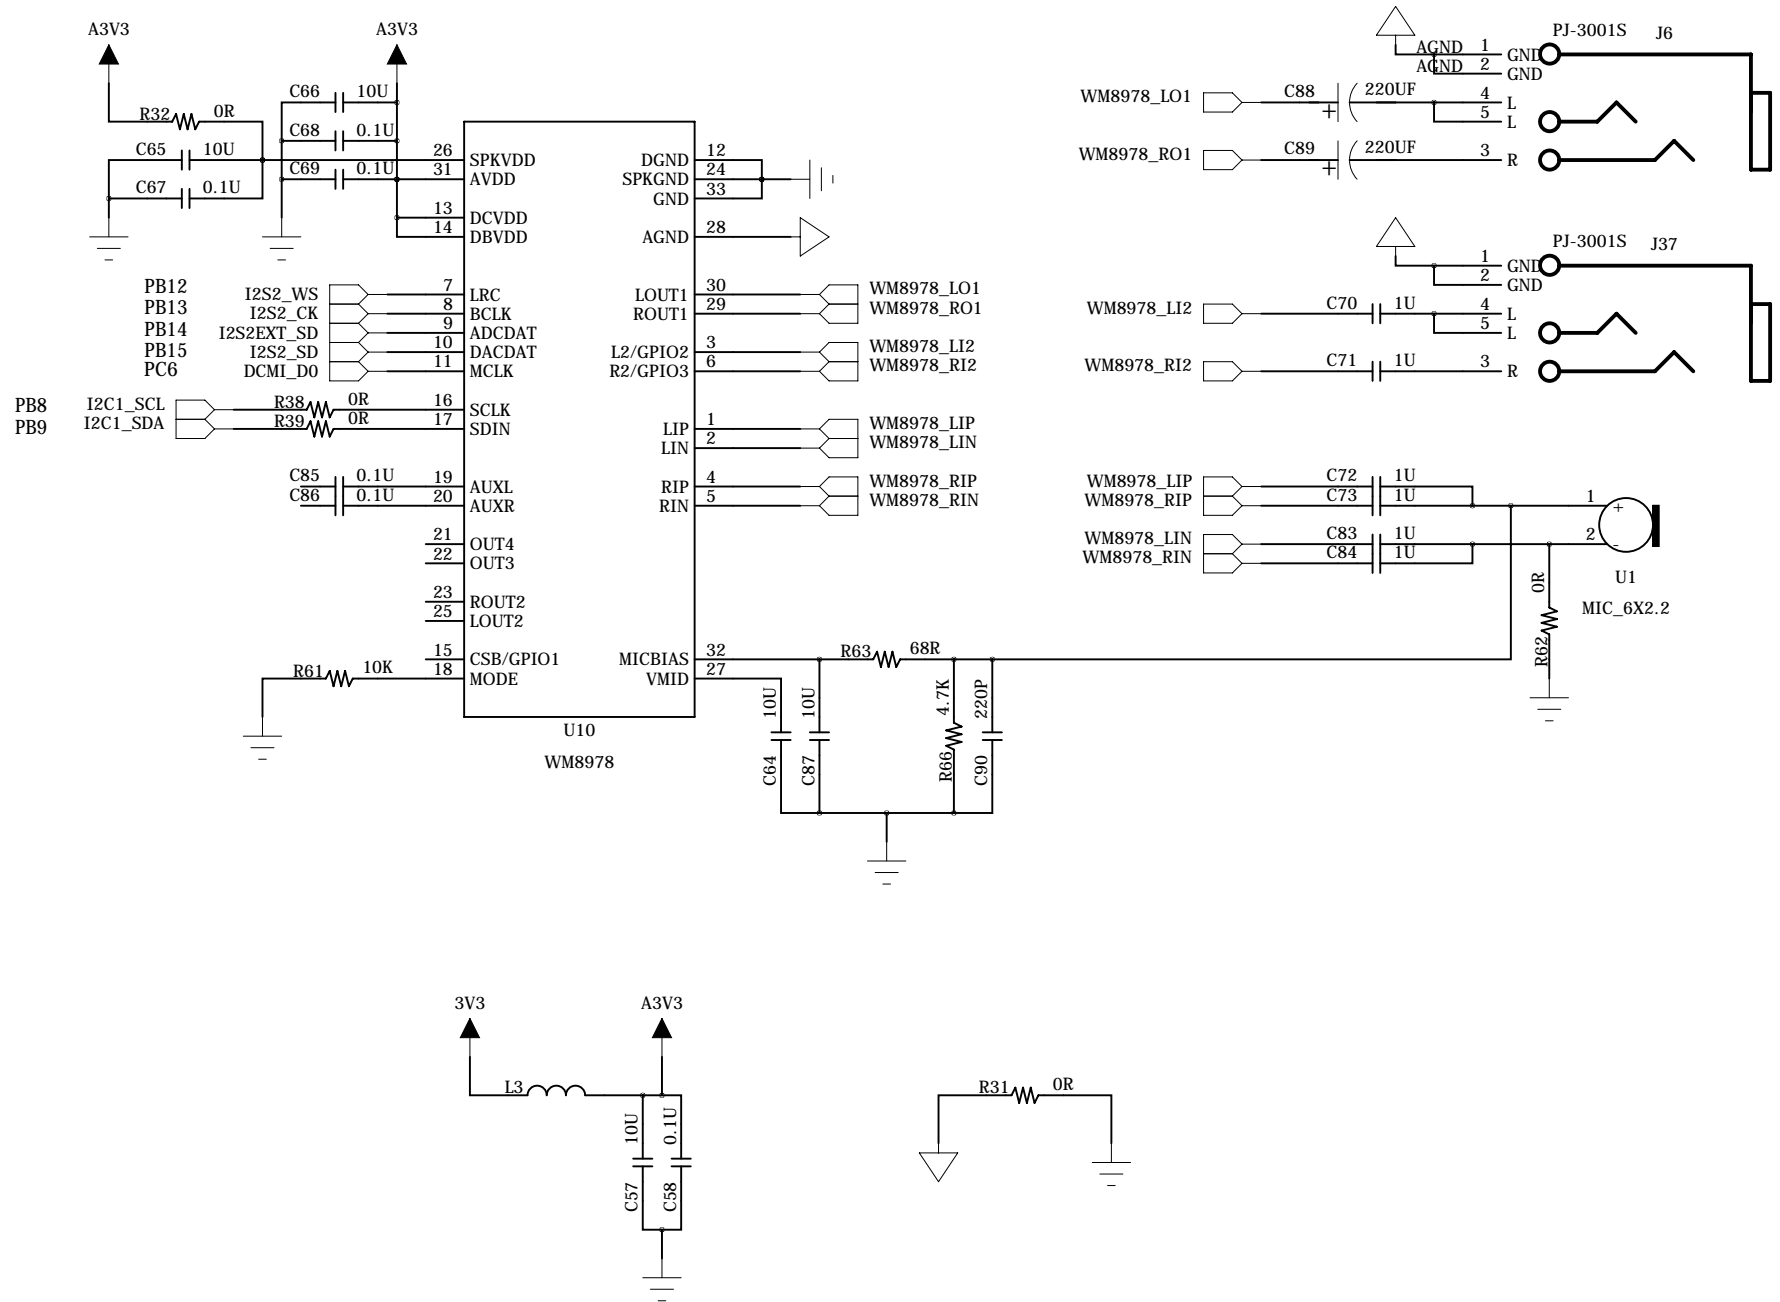 A3V3
A3V3
R32 0R
C65 10U
C67 0.1U
C66 10U
C68 0.1U
C69 0.1U
26 SPKVDD
31 AVDD
13 DCVDD
14 DBVDD
PB12 I2S2_WS 7 LRC
PB13 I2S2_CK 8 BCLK
PB14 I2S2EXT_SD 9 ADCDAT
PB15 I2S2_SD 10 DACDAT
PC6 DCMI_D0 11 MCLK
PB8 I2C1_SCL R38 0R 16 SCLK
PB9 I2C1_SDA R39 0R 17 SDIN
C85 0.1U 19 AUXL
C86 0.1U 20 AUXR
21 OUT4
22 OUT3
23 ROUT2
25 LOUT2
15 CSB/GPIO1
R61 10K 18 MODE
DGND 12
SPKGND 24
GND 33
AGND 28
LOUT1 30 WM8978_LO1
ROUT1 29 WM8978_RO1
L2/GPIO2 3 WM8978_LI2
R2/GPIO3 6 WM8978_RI2
LIP 1 WM8978_LIP
LIN 2 WM8978_LIN
RIP 4 WM8978_RIP
RIN 5 WM8978_RIN
MICBIAS 32
VMID 27
U10
WM8978
R63 68R
C64 10U
C87 10U
R66 4.7K
C90 220P
PJ-3001S J6
AGND 1 GND
AGND 2 GND
WM8978_LO1 C88 + 220UF 4 L
5 L
WM8978_RO1 C89 + 220UF 3 R
PJ-3001S J37
1 GND
2 GND
WM8978_LI2 C70 1U 4 L
5 L
WM8978_RI2 C71 1U 3 R
WM8978_LIP C72 1U
WM8978_RIP C73 1U
WM8978_LIN C83 1U
WM8978_RIN C84 1U
1 +
2 -
U1
MIC_6X2.2
R62 0R
3V3
A3V3
L3
C57 10U
C58 0.1U
R31 0R